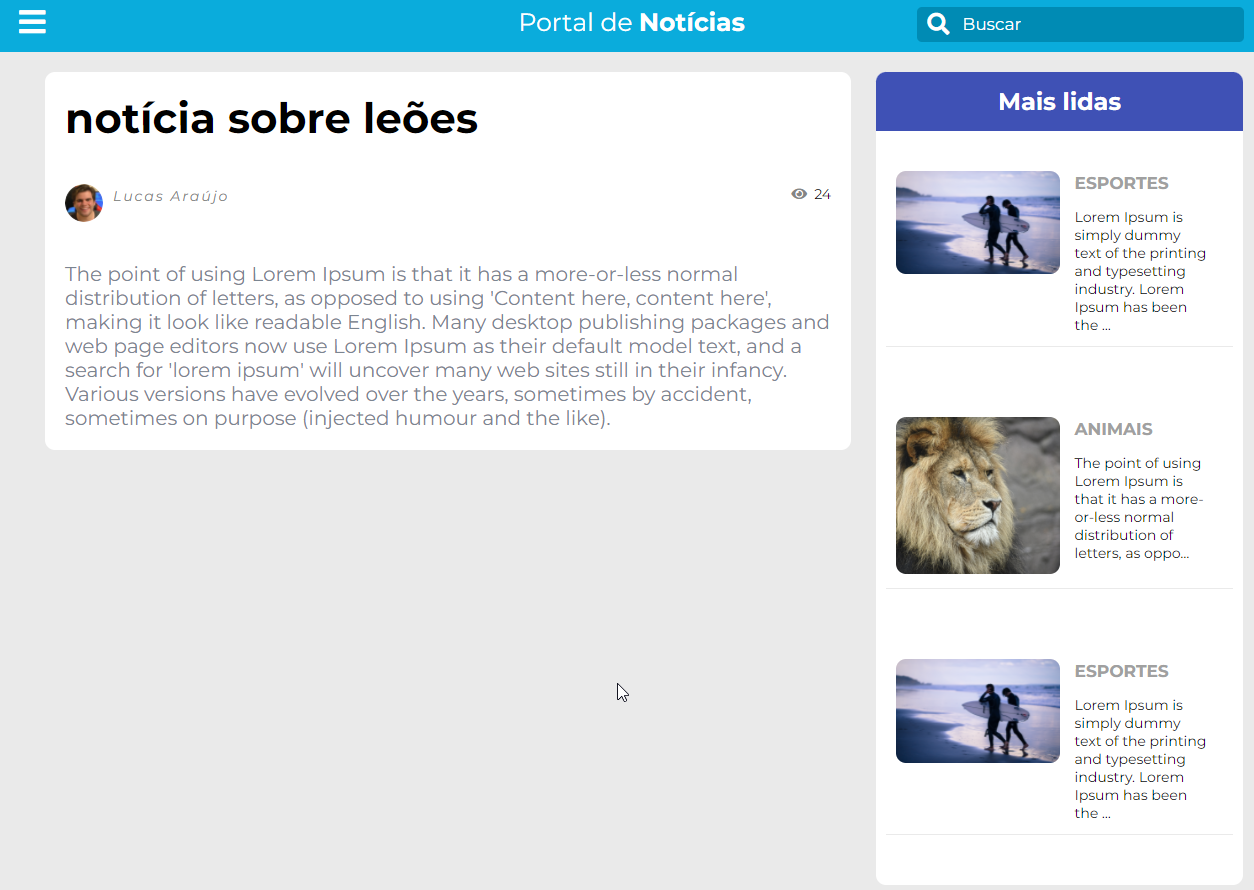 Portal de Notícias
Buscar
notícia sobre leões
Lucas Araújo
24
The point of using Lorem Ipsum is that it has a more-or-less normal
distribution of letters, as opposed to using 'Content here, content here',
making it look like readable English. Many desktop publishing packages and
web page editors now use Lorem Ipsum as their default model text, and a
search for 'lorem ipsum' will uncover many web sites still in their infancy.
Various versions have evolved over the years, sometimes by accident,
sometimes on purpose (injected humour and the like).
Mais lidas
ESPORTES
Lorem Ipsum is
simply dummy
text of the printing
and typesetting
industry. Lorem
Ipsum has been
the ...
ANIMAIS
The point of using
Lorem Ipsum is
that it has a more-
or-less normal
distribution of
letters, as oppo...
ESPORTES
Lorem Ipsum is
simply dummy
text of the printing
and typesetting
industry. Lorem
Ipsum has been
the ...